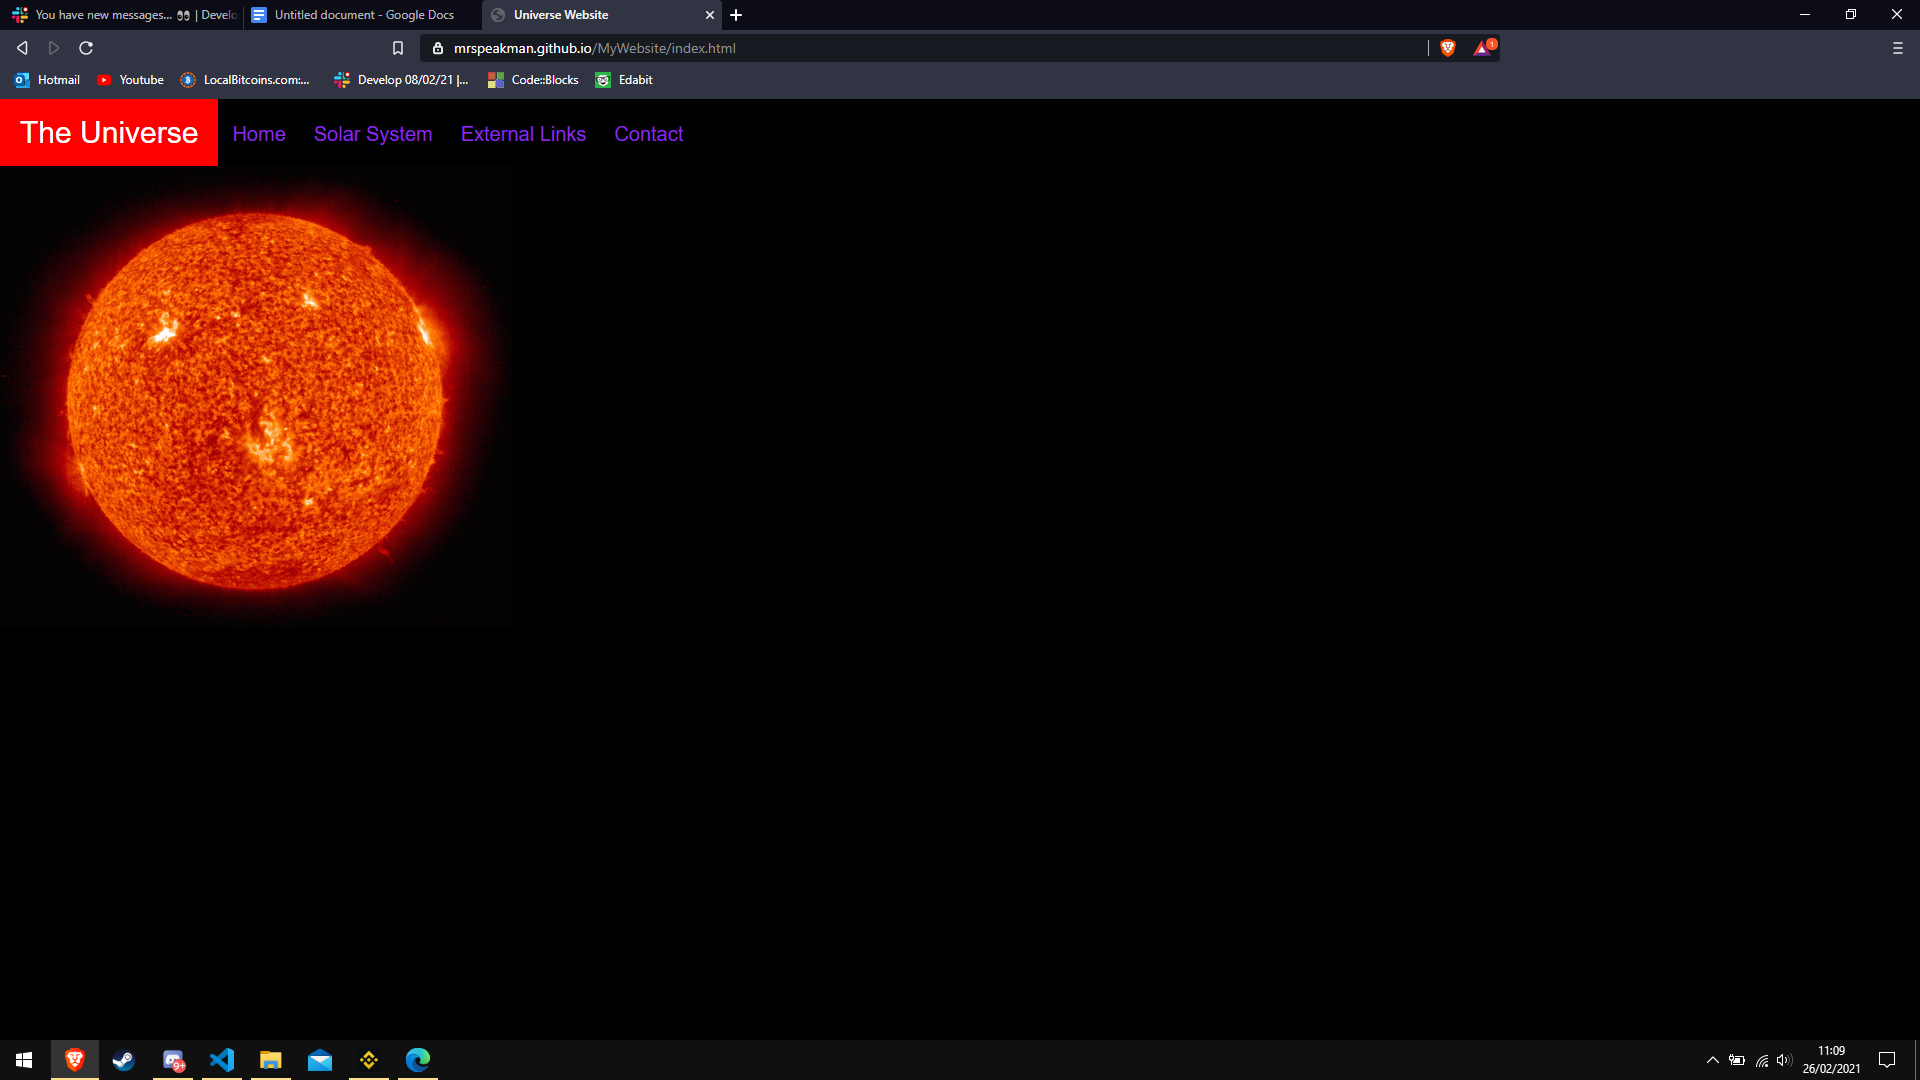 You have new messages... 👀 | Develo
Untitled document - Google Docs
Universe Website
mrspeakman.github.io/MyWebsite/index.html
1
Hotmail
Youtube
LocalBitcoins.com:...
Develop 08/02/21 |...
Code::Blocks
Edabit
The Universe
Home
Solar System
External Links
Contact
9+
11:09
26/02/2021